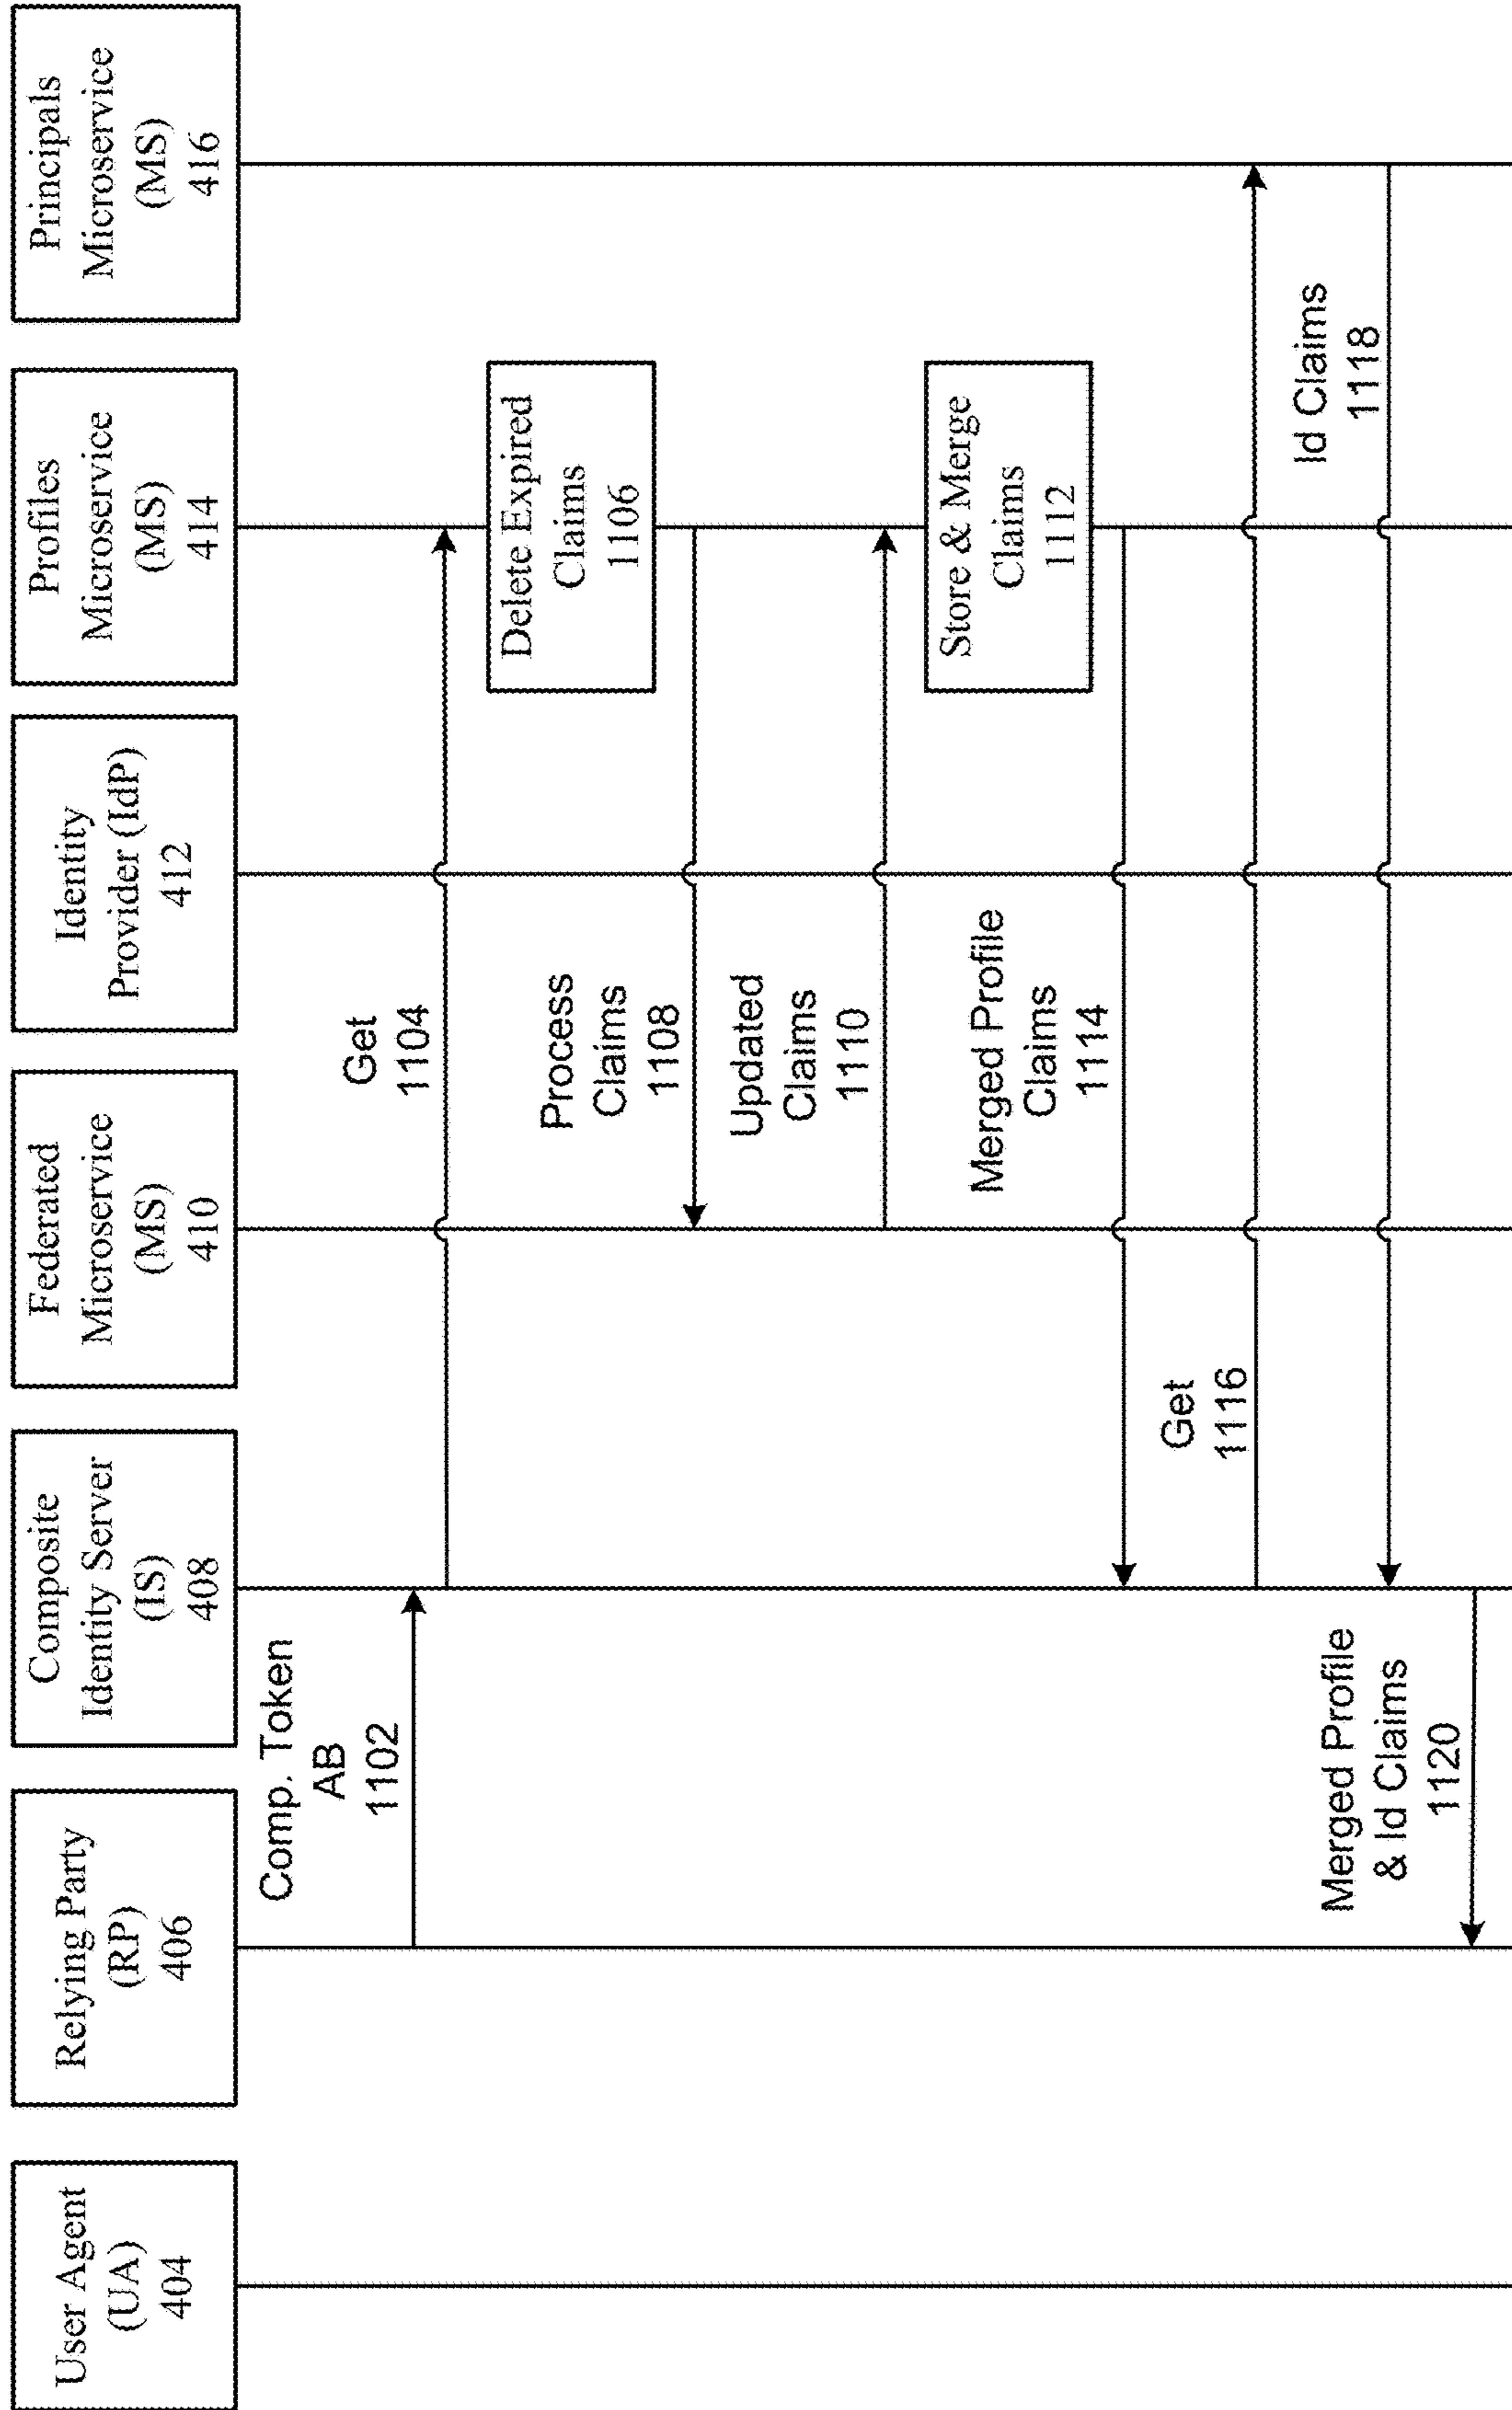 User Agent
(UA)
404
Relying Party
(RP)
406
Composite
Identity Server
(IS)
408
Federated
Microservice
(MS)
410
Identity
Provider (IdP)
412
Profiles
Microservice
(MS)
414
Principals
Microservice
(MS)
416
Comp. Token
AB
1102
Get
1104
Delete Expired
Claims
1106
Process
Claims
1108
Updated
Claims
1110
Store & Merge
Claims
1112
Merged Profile
Claims
1114
Get
1116
Id Claims
1118
Merged Profile
& Id Claims
1120